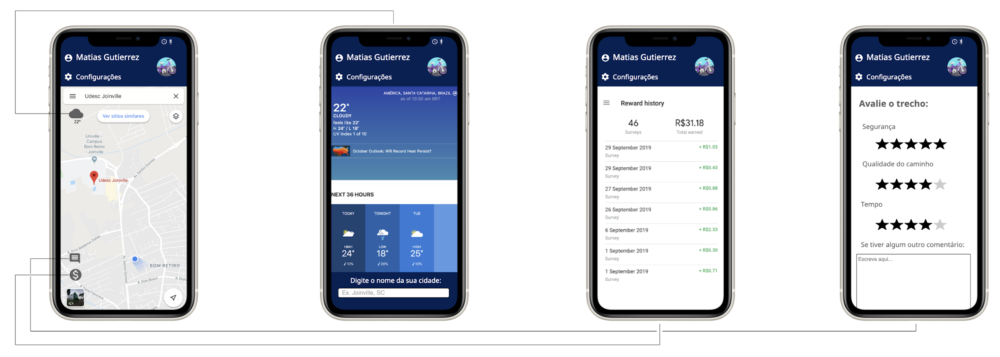 Matias Gutierrez
Configurações
Udesc Joinville
22°
Ver sitios similares
Univille -
Campus
Bom Retiro
- Joinville
Av. Santos Dumont
Udesc Joinville
R. Arno Waldemar Dohler
Av. Santos Dumont
BOM RETIRO
R. Dom Bosco
R. Dona Francisca
Matias Gutierrez
Configurações
AMÉRICA, SANTA CATARINA, BRAZIL
as of 10:30 am BRT
22°
CLOUDY
feels like 22°
H 24° / L 18°
UV Index 1 of 10
October Outlook: Will Record Heat Persist?
NEXT 36 HOURS
TODAY TONIGHT TUE
HIGH LOW HIGH
24° 18° 25°
10% 30% 10%
Digite o nome da sua cidade:
Ex. Joinville, SC
Matias Gutierrez
Configurações
Reward history
46 R$31.18
Surveys Total earned
29 September 2019 + R$1.03
Survey
29 September 2019 + R$0.43
Survey
27 September 2019 + R$0.88
Survey
26 September 2019 + R$0.86
Survey
6 September 2019 + R$2.33
Survey
1 September 2019 + R$0.30
Survey
1 September 2019 + R$0.71
Survey
Matias Gutierrez
Configurações
Avalie o trecho:
Segurança
Qualidade do caminho
Tempo
Se tiver algum outro comentário:
Escreva aqui...